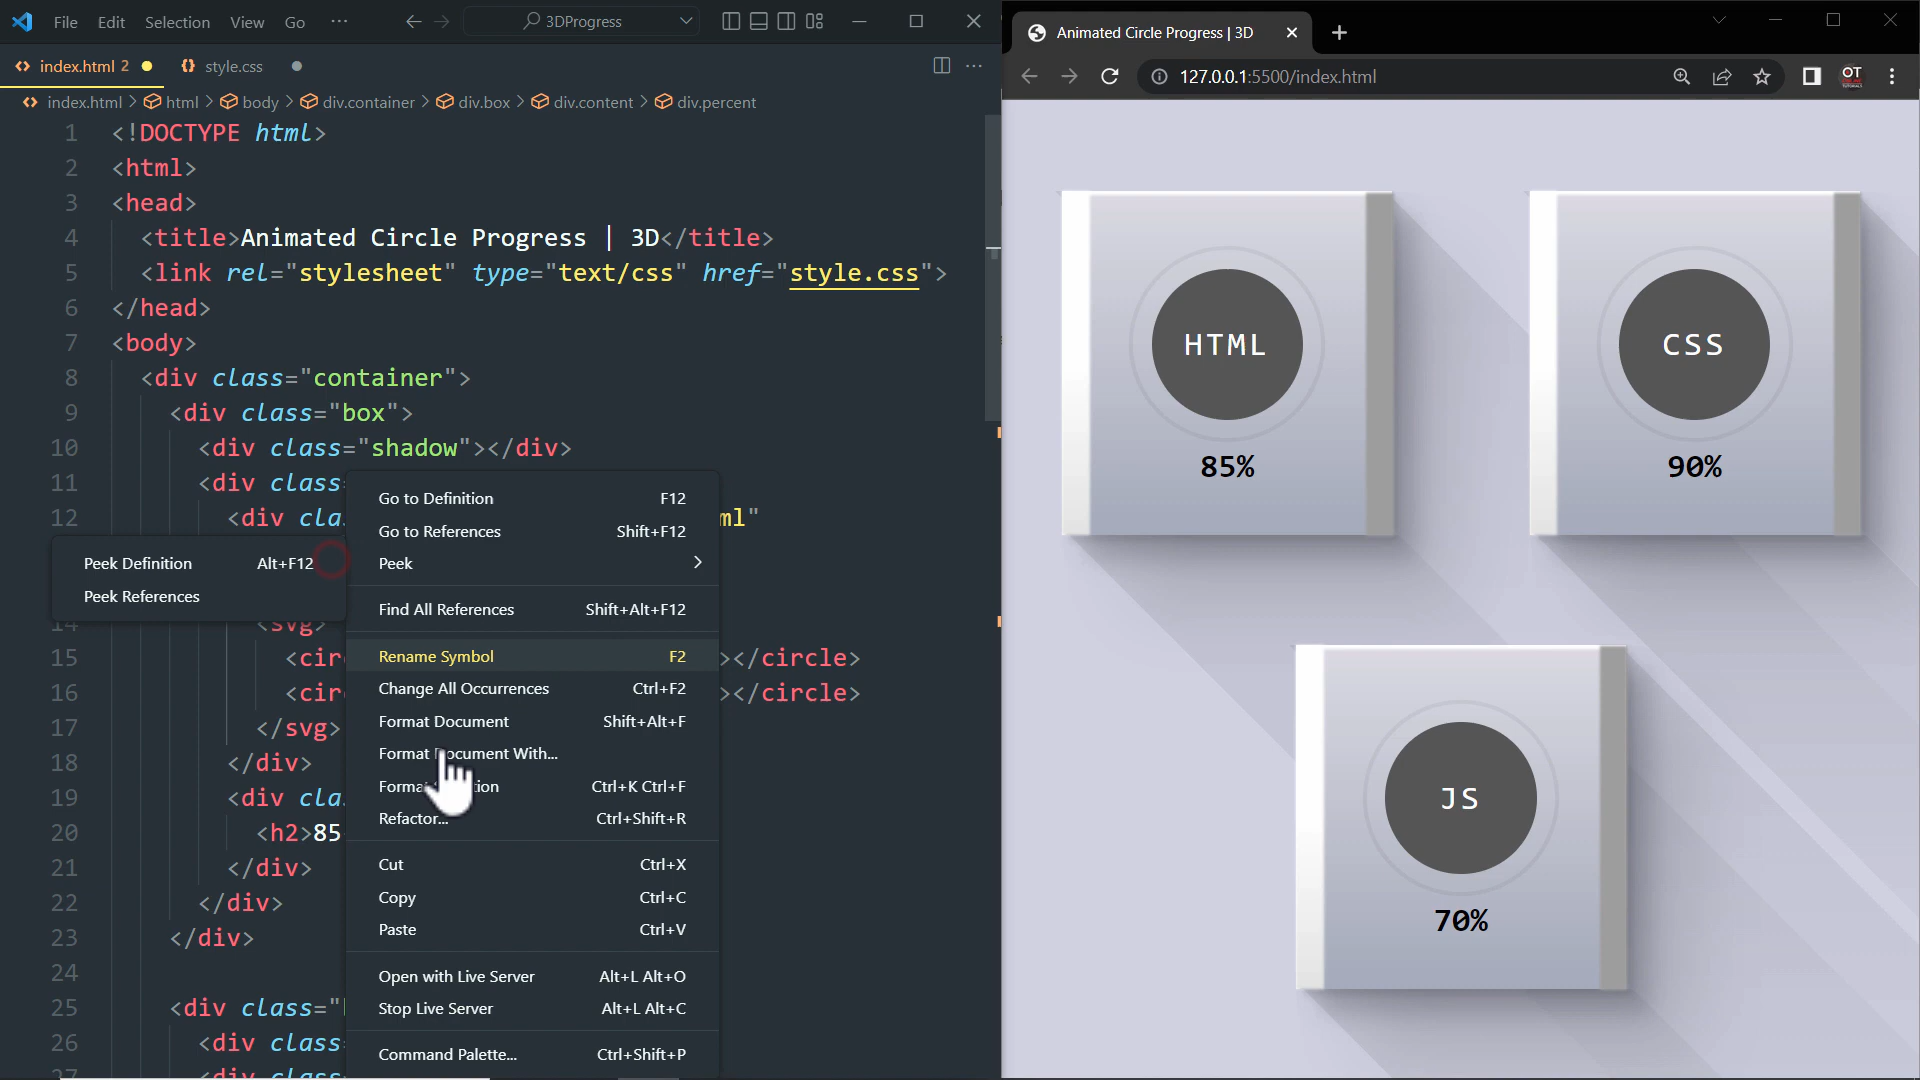 File Edit Selection View Go ··· 3DProgress
index.html 2 style.css ···
index.html > html > body > div.container > div.box > div.content > div.percent
1 <!DOCTYPE html>
2 <html>
3 <head>
4 <title>Animated Circle Progress | 3D</title>
5 <link rel="stylesheet" type="text/css" href="style.css">
6 </head>
7 <body>
8 <div class="container">
9 <div class="box">
10 <div class="shadow"></div>
11 <div class=
12 <div cla ml"
14 <svg>
15 <cir ></circle>
16 <cir ></circle>
17 </svg>
18 </div>
19 <div cla
20 <h2>85
21 </div>
22 </div>
23 </div>
24
25 <div class="
26 <div class=
27 <div class=
Peek Definition Alt+F12
Peek References
Go to Definition F12
Go to References Shift+F12
Peek >
Find All References Shift+Alt+F12
Rename Symbol F2
Change All Occurrences Ctrl+F2
Format Document Shift+Alt+F
Format Document With...
Ctrl+K Ctrl+F
Refactor... Ctrl+Shift+R
Cut Ctrl+X
Copy Ctrl+C
Paste Ctrl+V
Open with Live Server Alt+L Alt+O
Stop Live Server Alt+L Alt+C
Command Palette... Ctrl+Shift+P
Animated Circle Progress | 3D
127.0.0.1:5500/index.html
OT
HTML
85%
CSS
90%
JS
70%